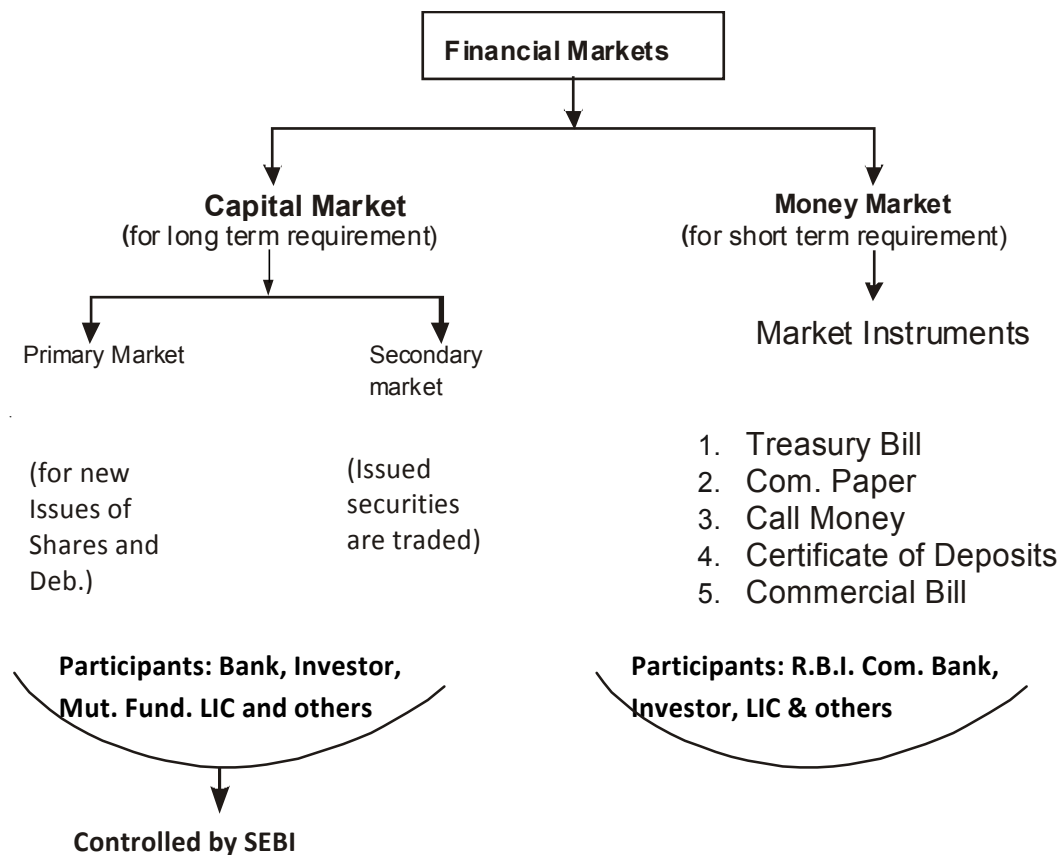 Financial Markets
Capital Market
(for long term requirement)
Money Market
(for short term requirement)
Primary Market
Secondary
market
Market Instruments
(for new
Issues of
Shares and
Deb.)
(Issued
securities
are traded)
1. Treasury Bill
2. Com. Paper
3. Call Money
4. Certificate of Deposits
5. Commercial Bill
Participants: Bank, Investor,
Mut. Fund. LIC and others
Participants: R.B.I. Com. Bank,
Investor, LIC & others
Controlled by SEBI